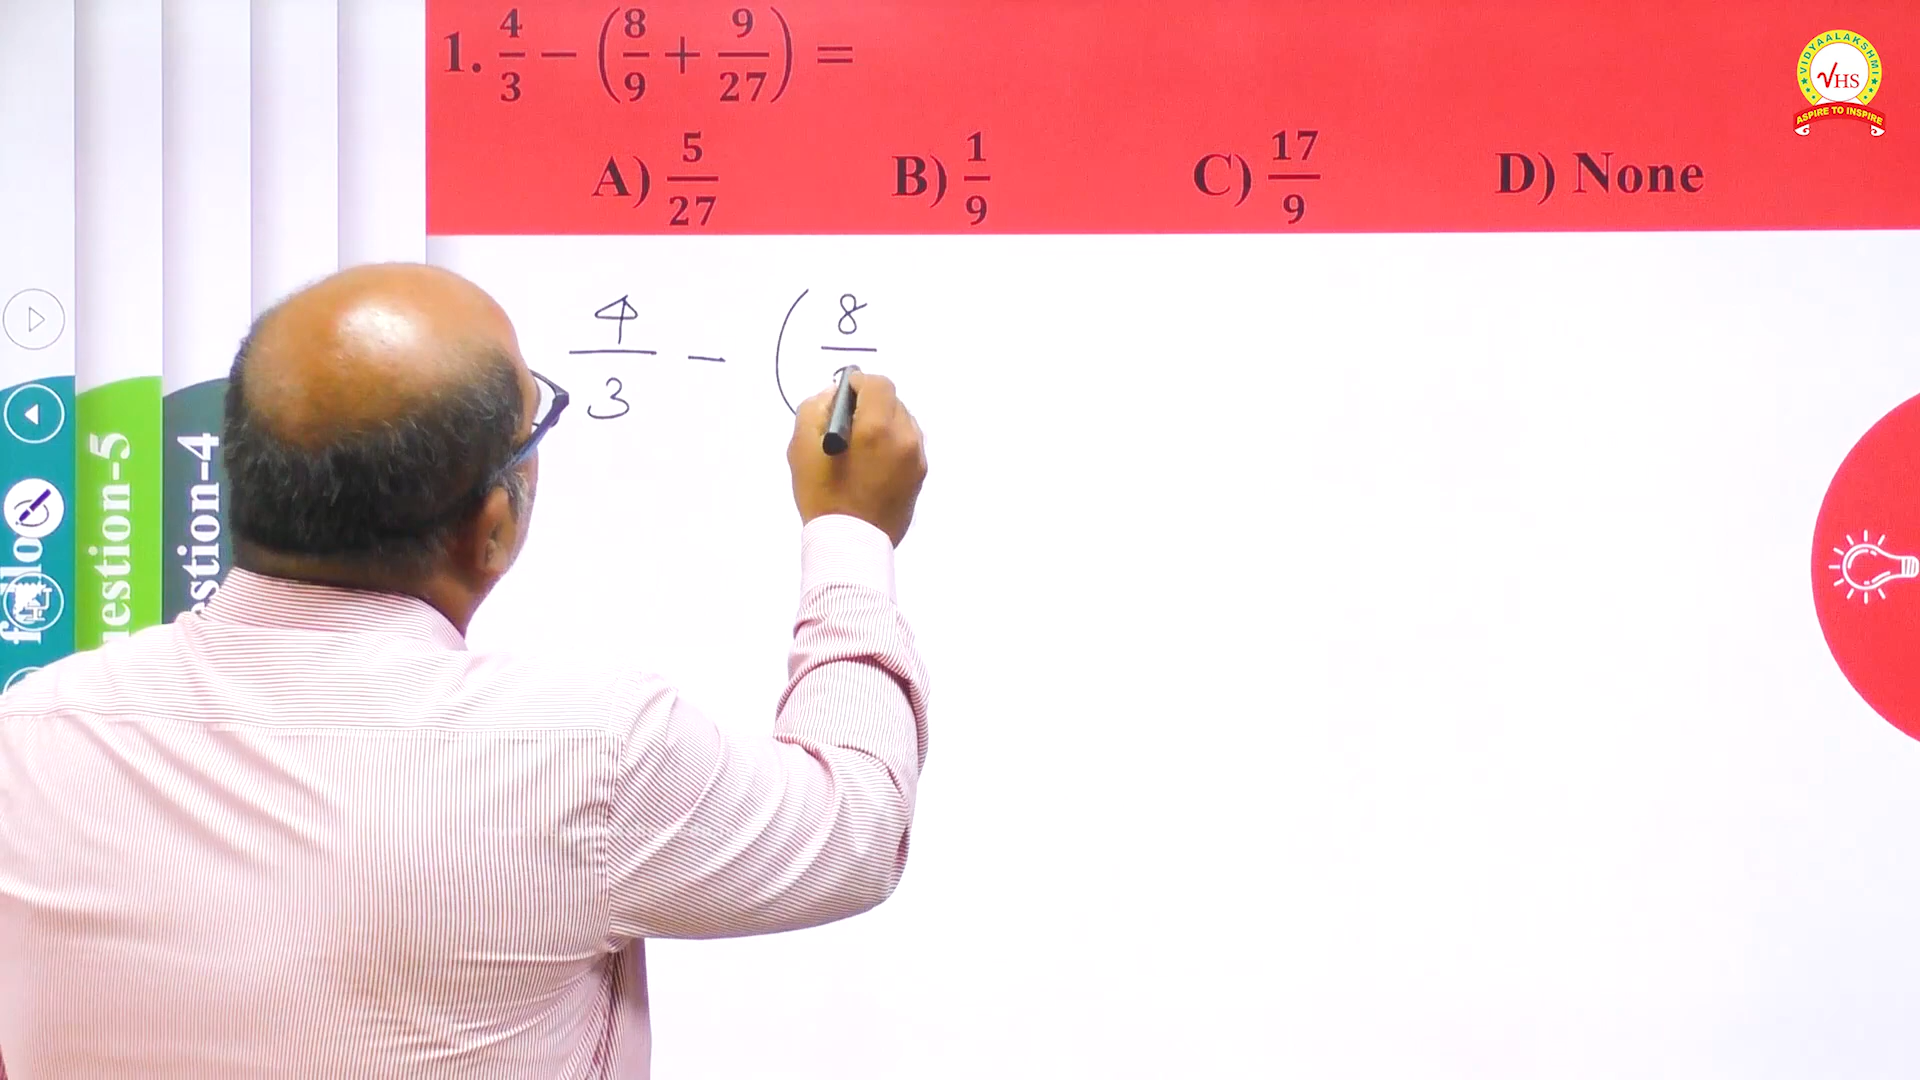 1. 4/3 − (8/9 + 9/27) =
A) 5/27 B) 1/9 C) 17/9 D) None
VIDYAALAKSHMI
VHS
ASPIRE TO INSPIRE
4/3 − ( 8/
uestion-5
estion-4